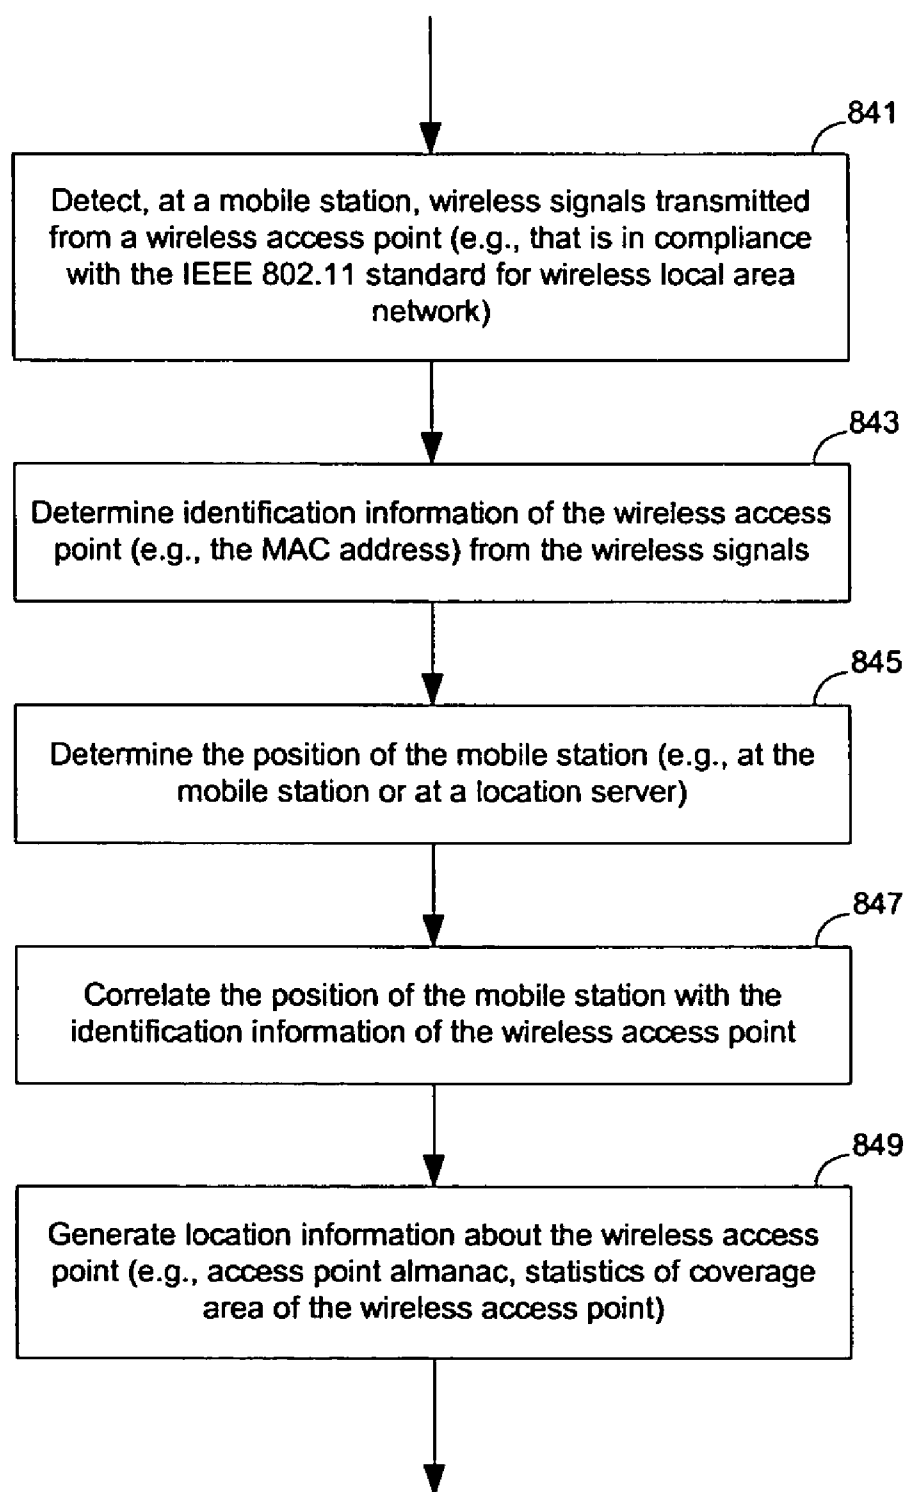 841
Detect, at a mobile station, wireless signals transmitted
from a wireless access point (e.g., that is in compliance
with the IEEE 802.11 standard for wireless local area
network)
843
Determine identification information of the wireless access
point (e.g., the MAC address) from the wireless signals
845
Determine the position of the mobile station (e.g., at the
mobile station or at a location server)
847
Correlate the position of the mobile station with the
identification information of the wireless access point
849
Generate location information about the wireless access
point (e.g., access point almanac, statistics of coverage
area of the wireless access point)